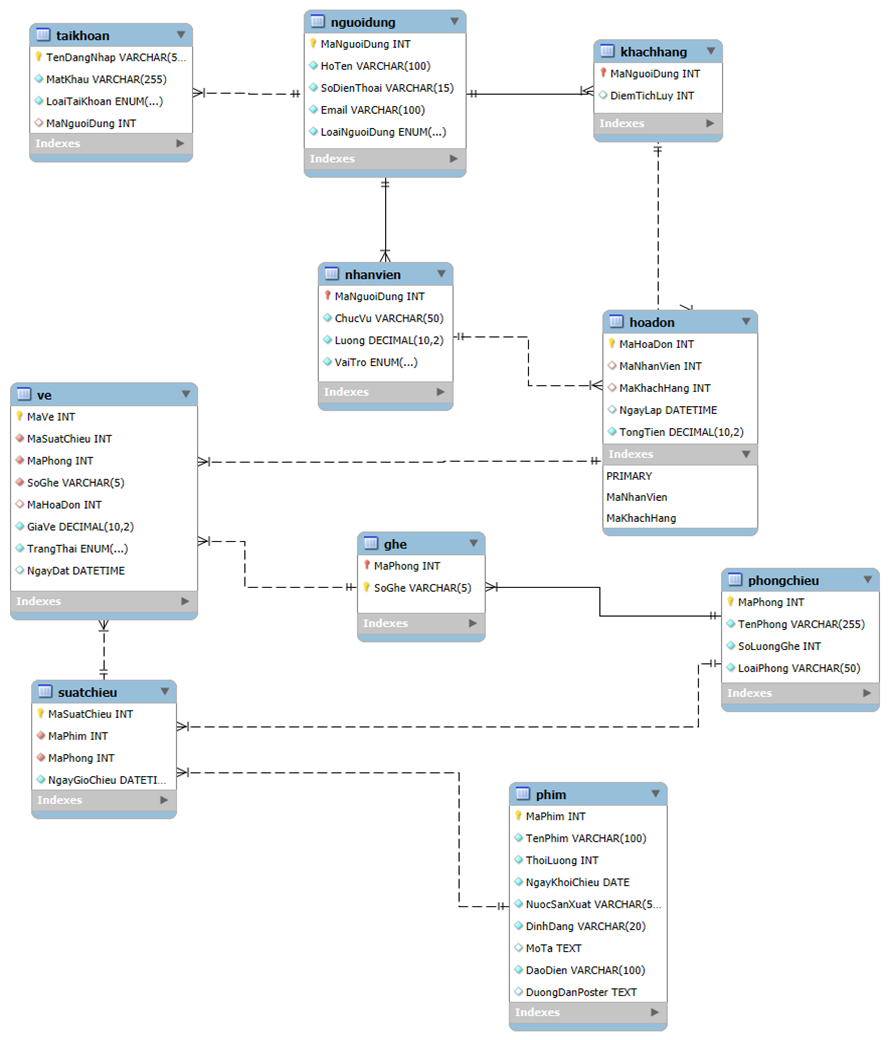 taikhoan
TenDangNhap VARCHAR(5...
MatKhau VARCHAR(255)
LoaiTaiKhoan ENUM(...)
MaNguoiDung INT
Indexes
nguoidung
MaNguoiDung INT
HoTen VARCHAR(100)
SoDienThoai VARCHAR(15)
Email VARCHAR(100)
LoaiNguoiDung ENUM(...)
Indexes
khachhang
MaNguoiDung INT
DiemTichLuy INT
Indexes
nhanvien
MaNguoiDung INT
ChucVu VARCHAR(50)
Luong DECIMAL(10,2)
VaiTro ENUM(...)
Indexes
hoadon
MaHoaDon INT
MaNhanVien INT
MaKhachHang INT
NgayLap DATETIME
TongTien DECIMAL(10,2)
Indexes
PRIMARY
MaNhanVien
MaKhachHang
ve
MaVe INT
MaSuatChieu INT
MaPhong INT
SoGhe VARCHAR(5)
MaHoaDon INT
GiaVe DECIMAL(10,2)
TrangThai ENUM(...)
NgayDat DATETIME
Indexes
ghe
MaPhong INT
SoGhe VARCHAR(5)
Indexes
phongchieu
MaPhong INT
TenPhong VARCHAR(255)
SoLuongGhe INT
LoaiPhong VARCHAR(50)
Indexes
suatchieu
MaSuatChieu INT
MaPhim INT
MaPhong INT
NgayGioChieu DATETI...
Indexes
phim
MaPhim INT
TenPhim VARCHAR(100)
ThoiLuong INT
NgayKhoiChieu DATE
NuocSanXuat VARCHAR(5...
DinhDang VARCHAR(20)
MoTa TEXT
DaoDien VARCHAR(100)
DuongDanPoster TEXT
Indexes